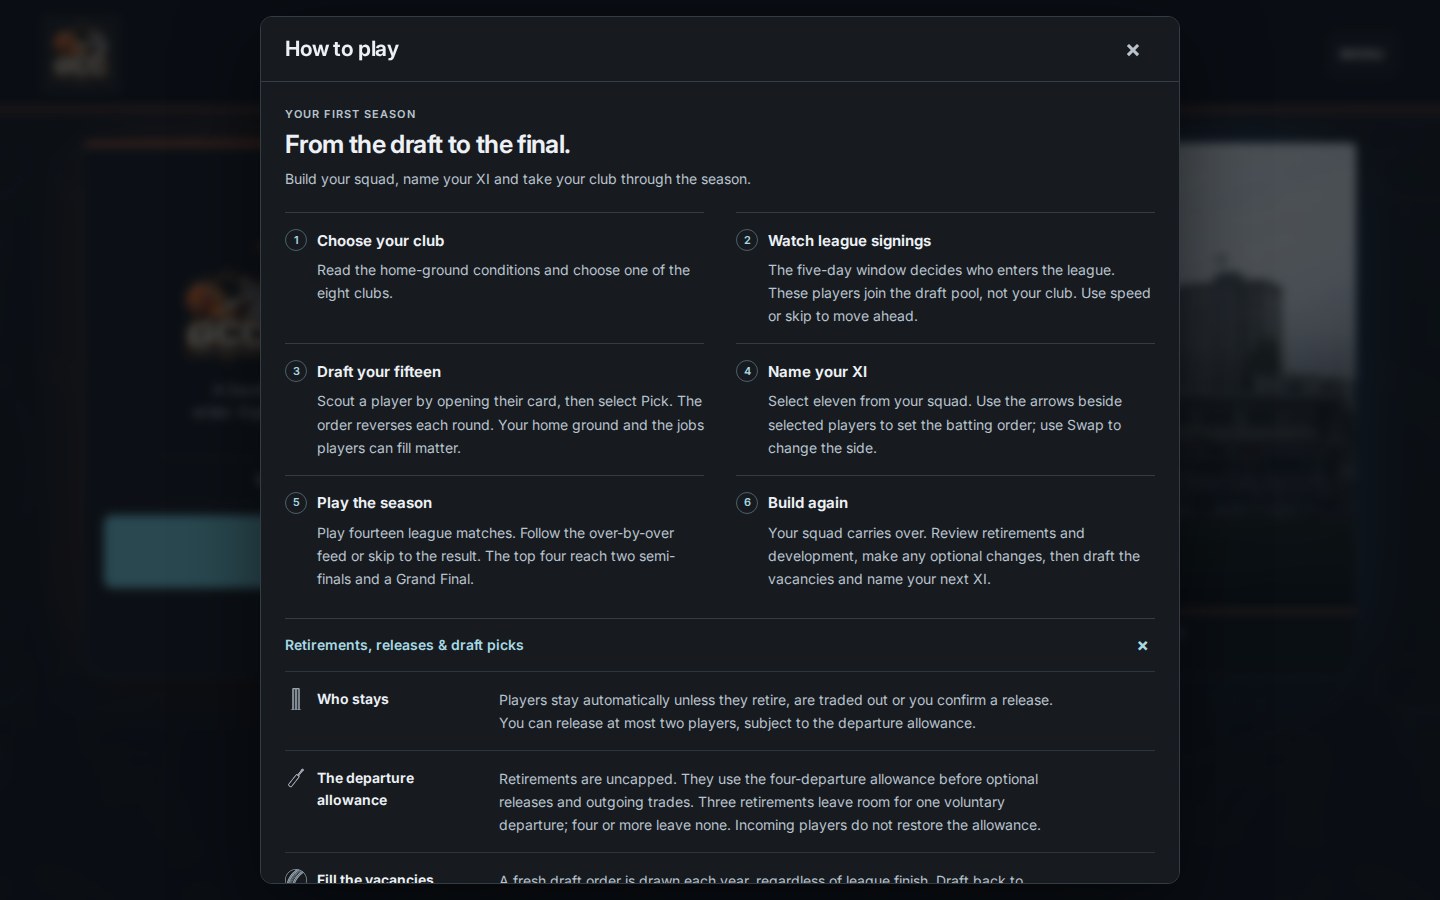 How to play
YOUR FIRST SEASON
From the draft to the final.
Build your squad, name your XI and take your club through the season.
1 Choose your club
Read the home-ground conditions and choose one of the
eight clubs.
2 Watch league signings
The five-day window decides who enters the league.
These players join the draft pool, not your club. Use speed
or skip to move ahead.
3 Draft your fifteen
Scout a player by opening their card, then select Pick. The
order reverses each round. Your home ground and the jobs
players can fill matter.
4 Name your XI
Select eleven from your squad. Use the arrows beside
selected players to set the batting order; use Swap to
change the side.
5 Play the season
Play fourteen league matches. Follow the over-by-over
feed or skip to the result. The top four reach two semi-
finals and a Grand Final.
6 Build again
Your squad carries over. Review retirements and
development, make any optional changes, then draft the
vacancies and name your next XI.
Retirements, releases & draft picks
Who stays
Players stay automatically unless they retire, are traded out or you confirm a release.
You can release at most two players, subject to the departure allowance.
The departure
allowance
Retirements are uncapped. They use the four-departure allowance before optional
releases and outgoing trades. Three retirements leave room for one voluntary
departure; four or more leave none. Incoming players do not restore the allowance.
Fill the vacancies
A fresh draft order is drawn each year, regardless of league finish. Draft back to